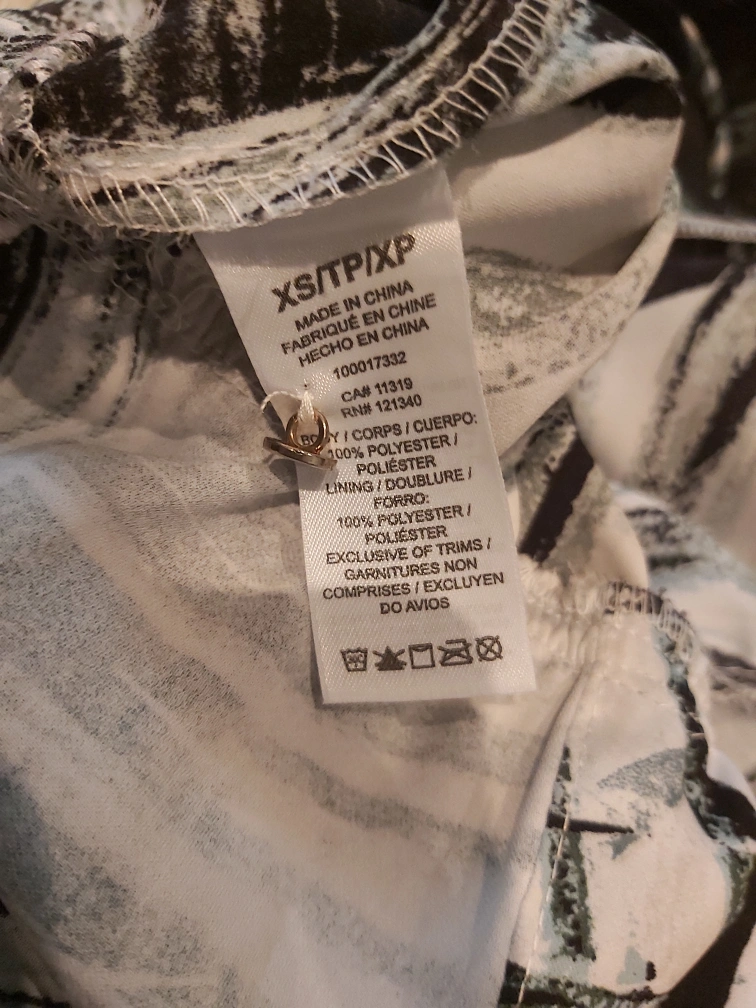 XS/TP/XP
MADE IN CHINA
FABRIQUÉ EN CHINE
HECHO EN CHINA
100017332
CA# 11319
RN# 121340
BODY / CORPS / CUERPO:
100% POLYESTER /
POLIÉSTER
LINING / DOUBLURE /
FORRO:
100% POLYESTER /
POLIÉSTER
EXCLUSIVE OF TRIMS /
GARNITURES NON
COMPRISES / EXCLUYEN
DO AVIOS